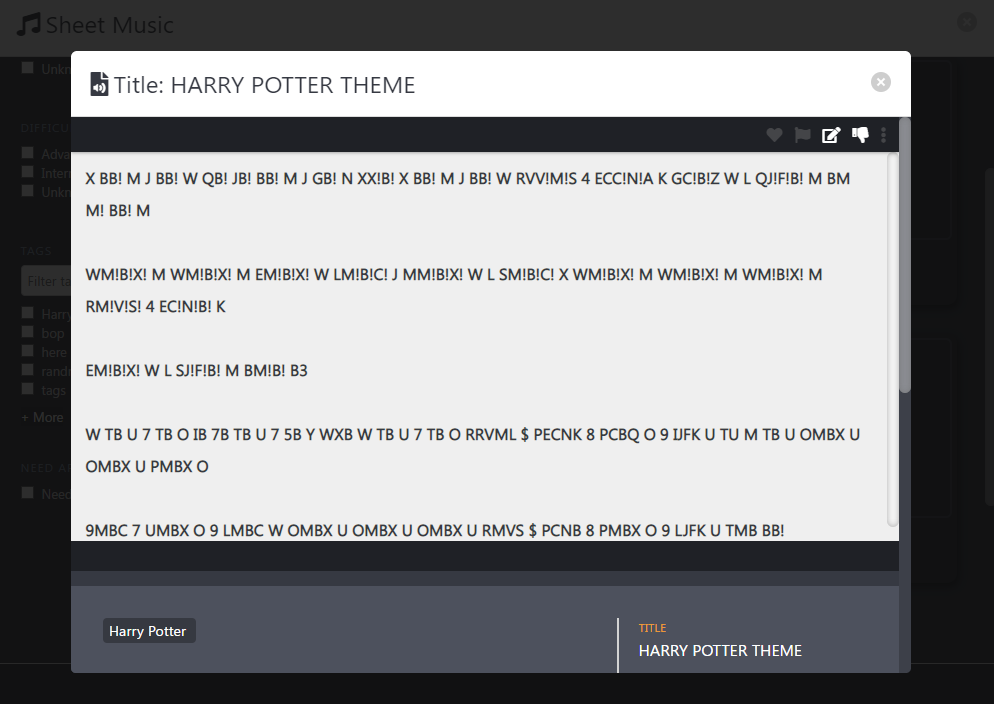 Sheet Music
Title: HARRY POTTER THEME
X BB! M J BB! W QB! JB! BB! M J GB! N XX!B! X BB! M J BB! W RVV!M!S 4 ECC!N!A K GC!B!Z W L QJ!F!B! M BM
M! BB! M
WM!B!X! M WM!B!X! M EM!B!X! W LM!B!C! J MM!B!X! W L SM!B!C! X WM!B!X! M WM!B!X! M WM!B!X! M
RM!V!S! 4 EC!N!B! K
EM!B!X! W L SJ!F!B! M BM!B! B3
W TB U 7 TB O IB 7B TB U 7 5B Y WXB W TB U 7 TB O RRVML $ PECNK 8 PCBQ O 9 IJFK U TU M TB U OMBX U
OMBX U PMBX O
9MBC 7 UMBX O 9 LMBC W OMBX U OMBX U OMBX U RMVS $ PCNB 8 PMBX O 9 LJFK U TMB BB!
Unkn
DIFFICU
Adva
Inter
Unkn
TAGS
Filter ta
Harry
bop
here
rand
tags
+ More
NEED A
Need
Harry Potter
TITLE
HARRY POTTER THEME